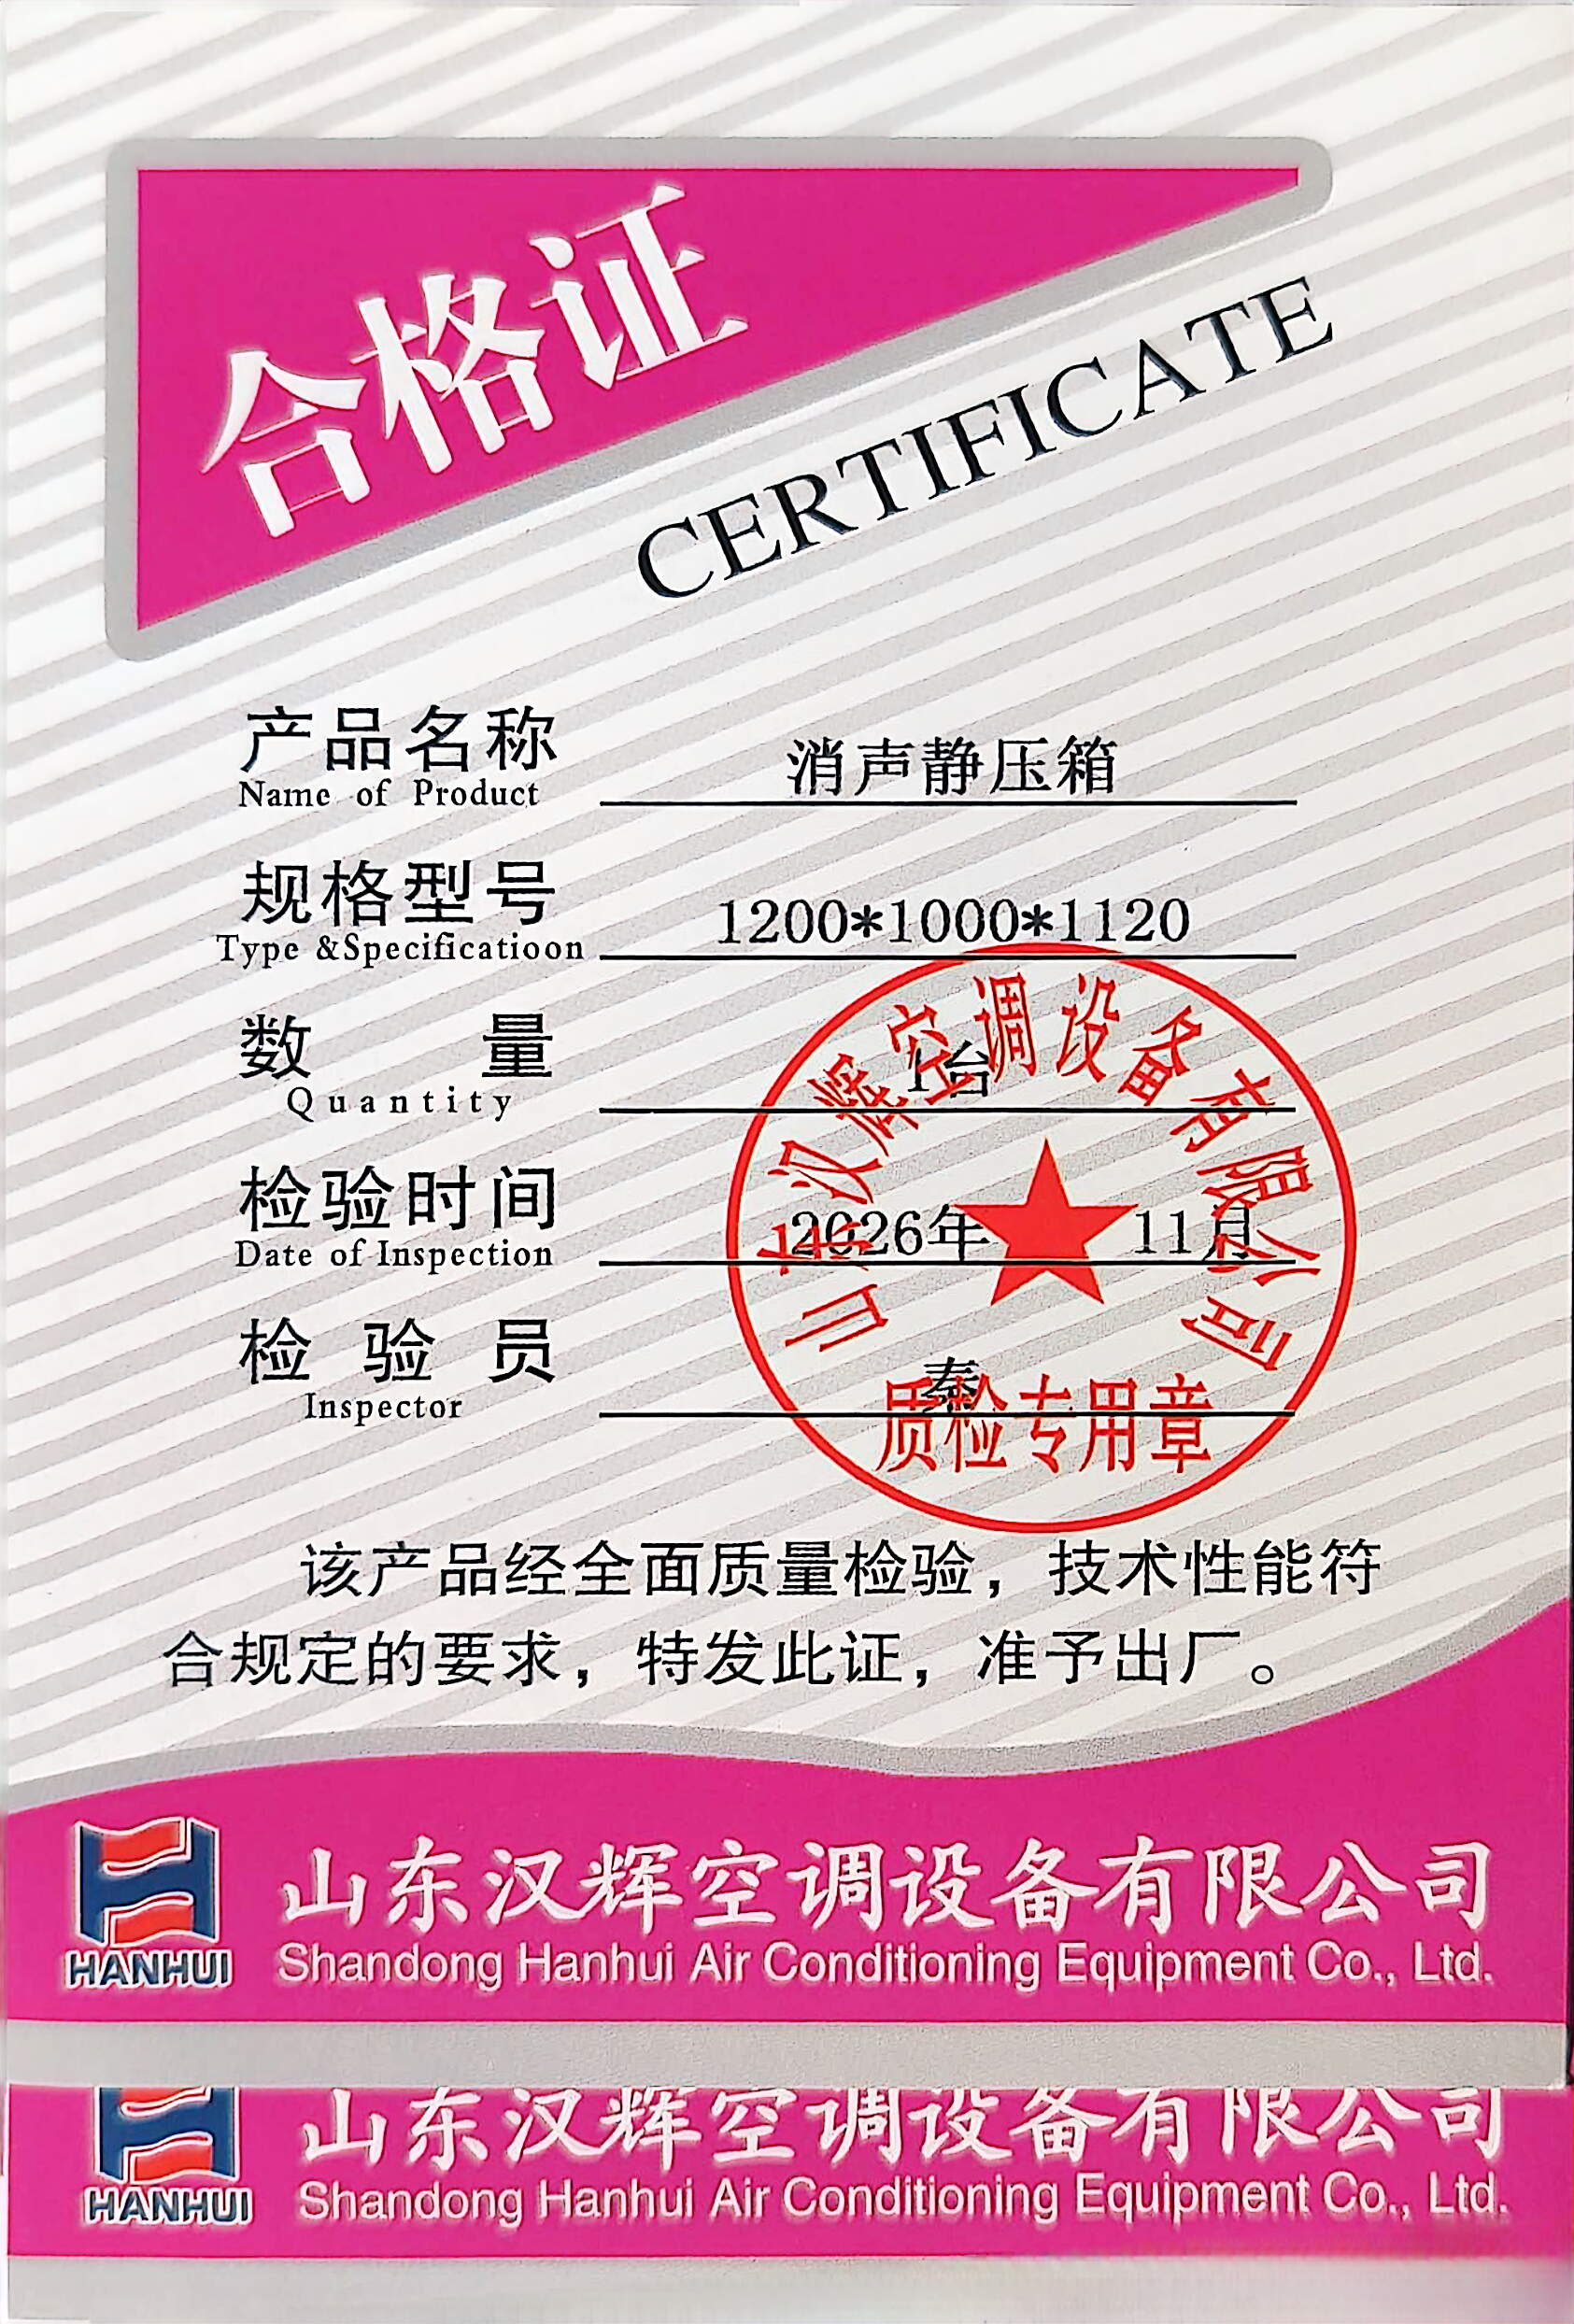 合格证
CERTIFICATE
产品名称 消声静压箱
Name of Product
规格型号 1200*1000*1120
Type &Specificatioon
数量 1台
Quantity
检验时间 2026年 11月
Date of Inspection
检验员 秦
Inspector
山东汉辉空调设备有限公司
质检专用章
该产品经全面质量检验，技术性能符
合规定的要求，特发此证，准予出厂。
HANHUI
山东汉辉空调设备有限公司
Shandong Hanhui Air Conditioning Equipment Co., Ltd.
山东汉辉空调设备有限公司
HANHUI
Shandong Hanhui Air Conditioning Equipment Co., Ltd.